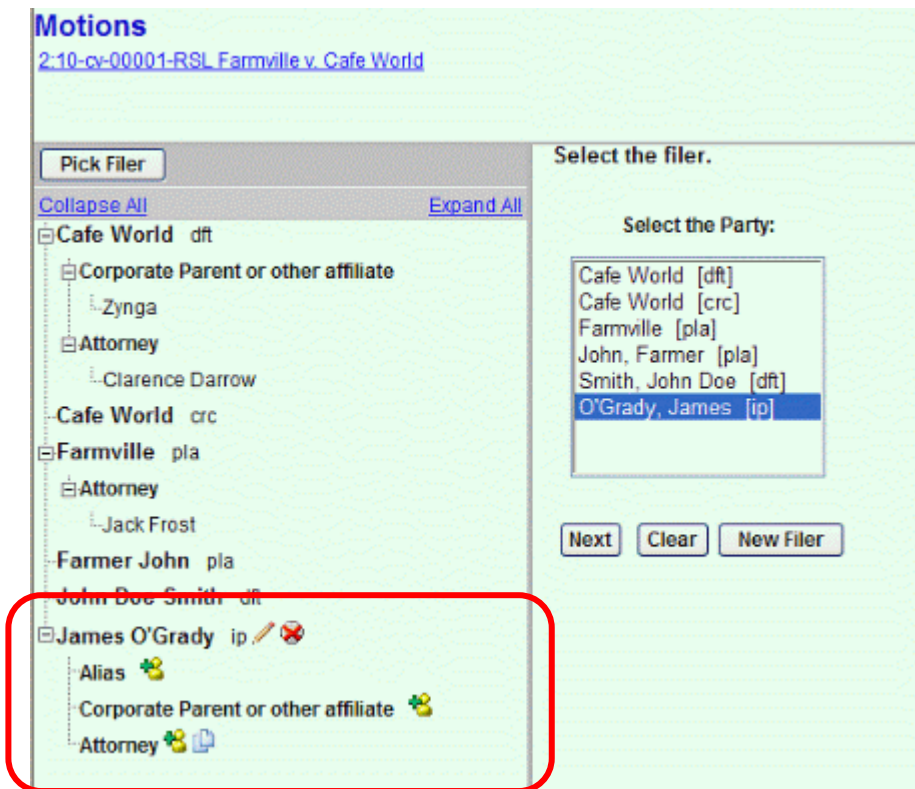 Motions
2:10-cv-00001-RSL Farmville v. Cafe World
Pick Filer
Collapse All Expand All
Cafe World dft
Corporate Parent or other affiliate
Zynga
Attorney
Clarence Darrow
Cafe World crc
Farmville pla
Attorney
Jack Frost
Farmer John pla
John Doe Smith dft
James O'Grady ip
Alias
Corporate Parent or other affiliate
Attorney
Select the filer.
Select the Party:
Cafe World [dft]
Cafe World [crc]
Farmville [pla]
John, Farmer [pla]
Smith, John Doe [dft]
O'Grady, James [ip]
Next Clear New Filer